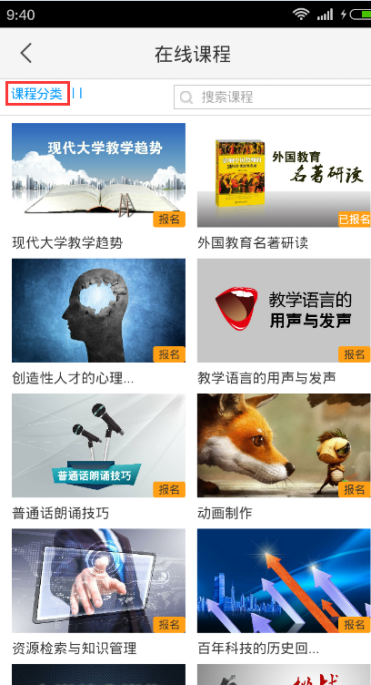 9:40
在线课程
课程分类
搜索课程
现代大学教学趋势
报名
外国教育
名著研读
已报名
现代大学教学趋势
外国教育名著研读
报名
教学语言的
用声与发声
报名
创造性人才的心理...
教学语言的用声与发声
普通话朗诵技巧
报名
报名
普通话朗诵技巧
动画制作
报名
报名
资源检索与知识管理
百年科技的历史回...